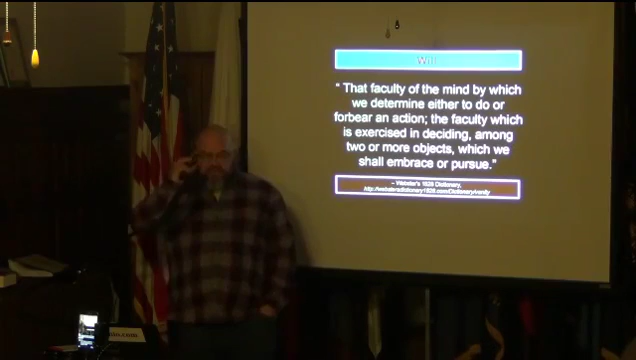 Will
" That faculty of the mind by which
we determine either to do or
forbear an action; the faculty which
is exercised in deciding, among
two or more objects, which we
shall embrace or pursue."
– Webster's 1828 Dictionary,